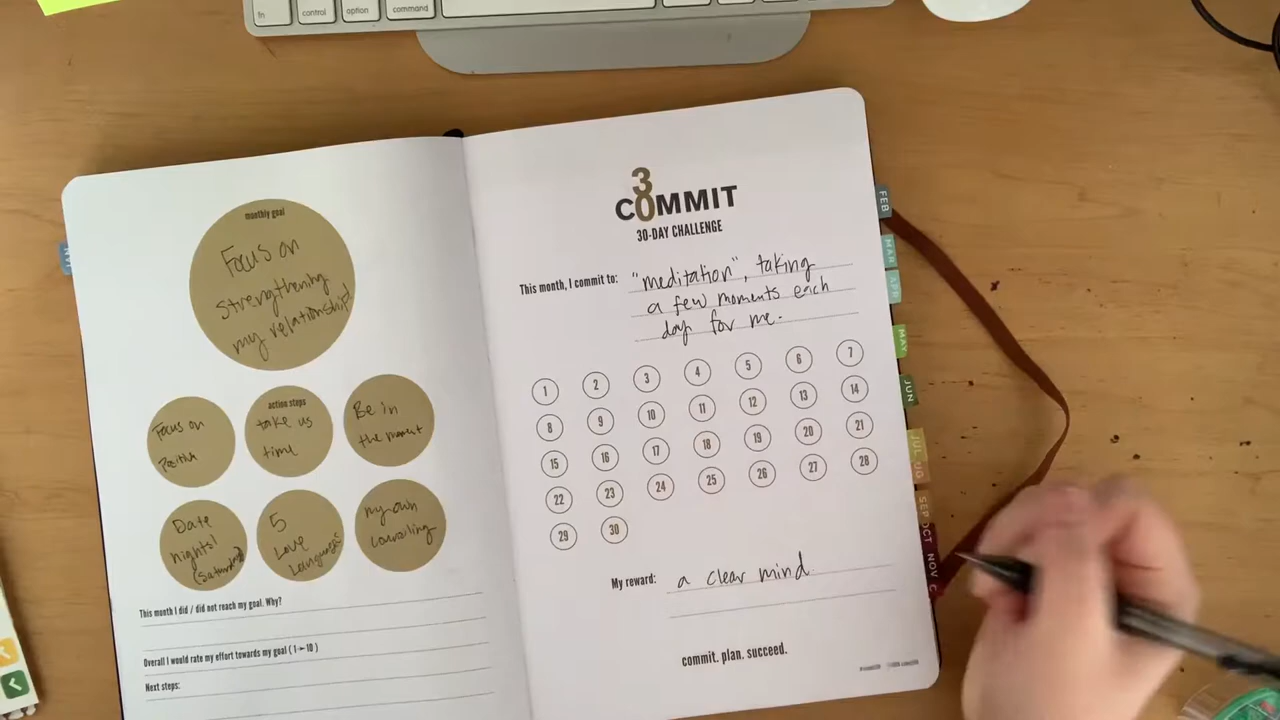 fn
control
option
command
monthly goal
Focus on
strengthening
my relationship!
action steps
Focus on
Positive
take us
time
Be in
the moment
Date
nights!
(Saturday)
5
Love
Languages
my own
counseling
This month I did / did not reach my goal. Why?
Overall I would rate my effort towards my goal ( 1→10 )
Next steps:
30
COMMIT
30-DAY CHALLENGE
This month, I commit to: "meditation", taking
a few moments each
day for me.
1 2 3 4 5 6 7
8 9 10 11 12 13 14
15 16 17 18 19 20 21
22 23 24 25 26 27 28
29 30
My reward: a clear mind.
commit. plan. succeed.
FEB
MAR
APR
MAY
JUN
JUL
SEP
OCT
NOV